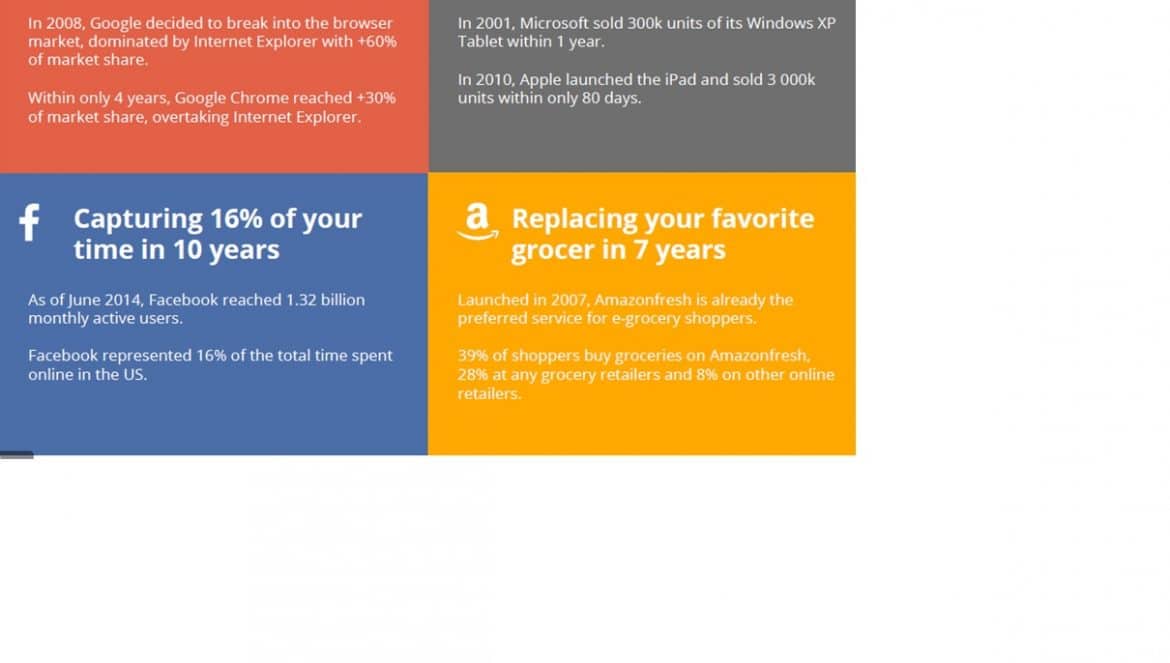 In 2008, Google decided to break into the browser
market, dominated by Internet Explorer with +60%
of market share.
Within only 4 years, Google Chrome reached +30%
of market share, overtaking Internet Explorer.
In 2001, Microsoft sold 300k units of its Windows XP
Tablet within 1 year.
In 2010, Apple launched the iPad and sold 3 000k
units within only 80 days.
f
Capturing 16% of your
time in 10 years
As of June 2014, Facebook reached 1.32 billion
monthly active users.
Facebook represented 16% of the total time spent
online in the US.
a
Replacing your favorite
grocer in 7 years
Launched in 2007, Amazonfresh is already the
preferred service for e-grocery shoppers.
39% of shoppers buy groceries on Amazonfresh,
28% at any grocery retailers and 8% on other online
retailers.